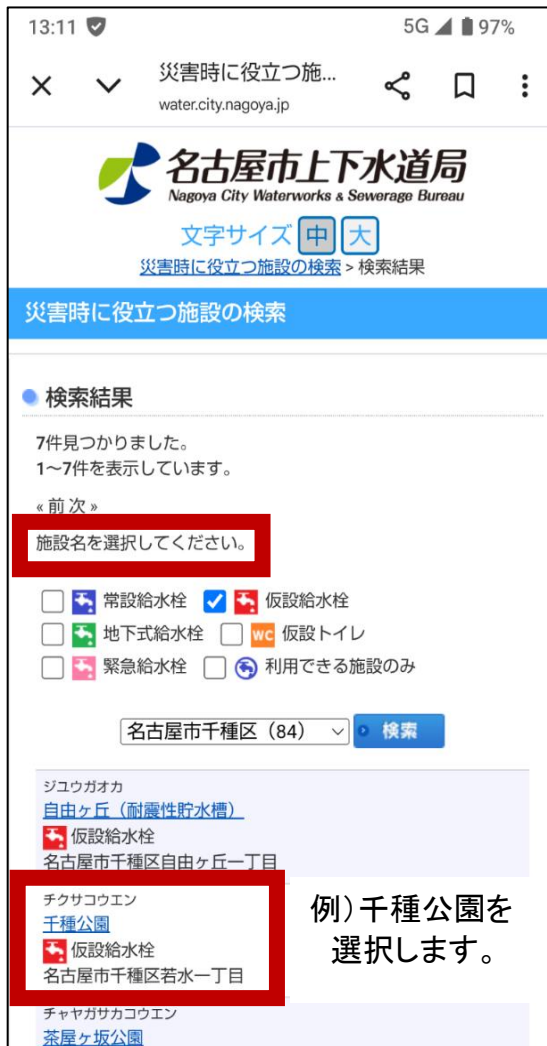 13:11 5G 97%
災害時に役立つ施...
water.city.nagoya.jp
名古屋市上下水道局
Nagoya City Waterworks & Sewerage Bureau
文字サイズ 中 大
災害時に役立つ施設の検索 > 検索結果
災害時に役立つ施設の検索
検索結果
7件見つかりました。
1～7件を表示しています。
« 前 次 »
施設名を選択してください。
常設給水栓 仮設給水栓
地下式給水栓 WC 仮設トイレ
緊急給水栓 利用できる施設のみ
名古屋市千種区（84） 検索
ジユウガオカ
自由ヶ丘（耐震性貯水槽）
仮設給水栓
名古屋市千種区自由ヶ丘一丁目
チクサコウエン
千種公園
仮設給水栓
名古屋市千種区若水一丁目
例）千種公園を
選択します。
チャヤガサカコウエン
茶屋ヶ坂公園